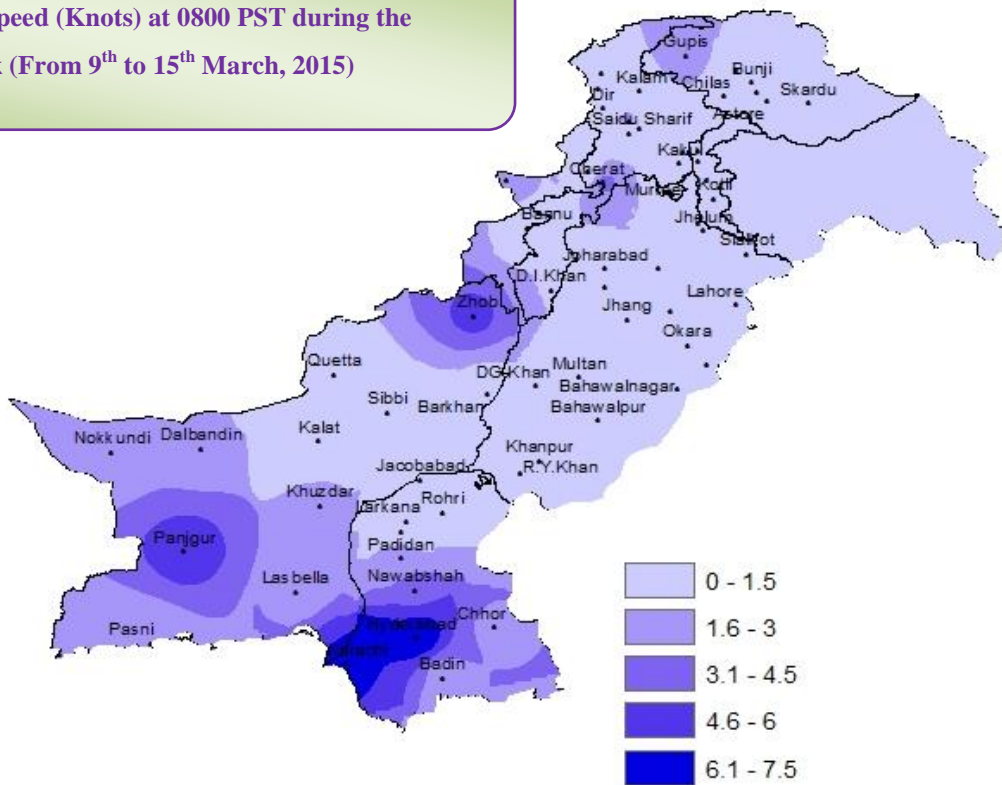 peed (Knots) at 0800 PST during the
k (From 9th to 15th March, 2015)
Gupis
Bunji
Kalam
Chilas
Skardu
Dir
Astore
Saidu Sharif
Kakul
Cherat
Kotli
Bannu
Jhelum
Sialkot
Joharabad
D.I.Khan
Lahore
Zhob
Jhang
Okara
Quetta
Multan
DG Khan
Bahawalnagar
Sibbi
Barkhan
Bahawalpur
Kalat
Nokkundi
Dalbandin
Khanpur
R.Y.Khan
Jacobabad
Khuzdar
Rohri
Larkana
Panjgur
Padidan
Lasbella
Nawabshah
Chhor
Hyderabad
Pasni
Karachi
Badin
0 - 1.5
1.6 - 3
3.1 - 4.5
4.6 - 6
6.1 - 7.5